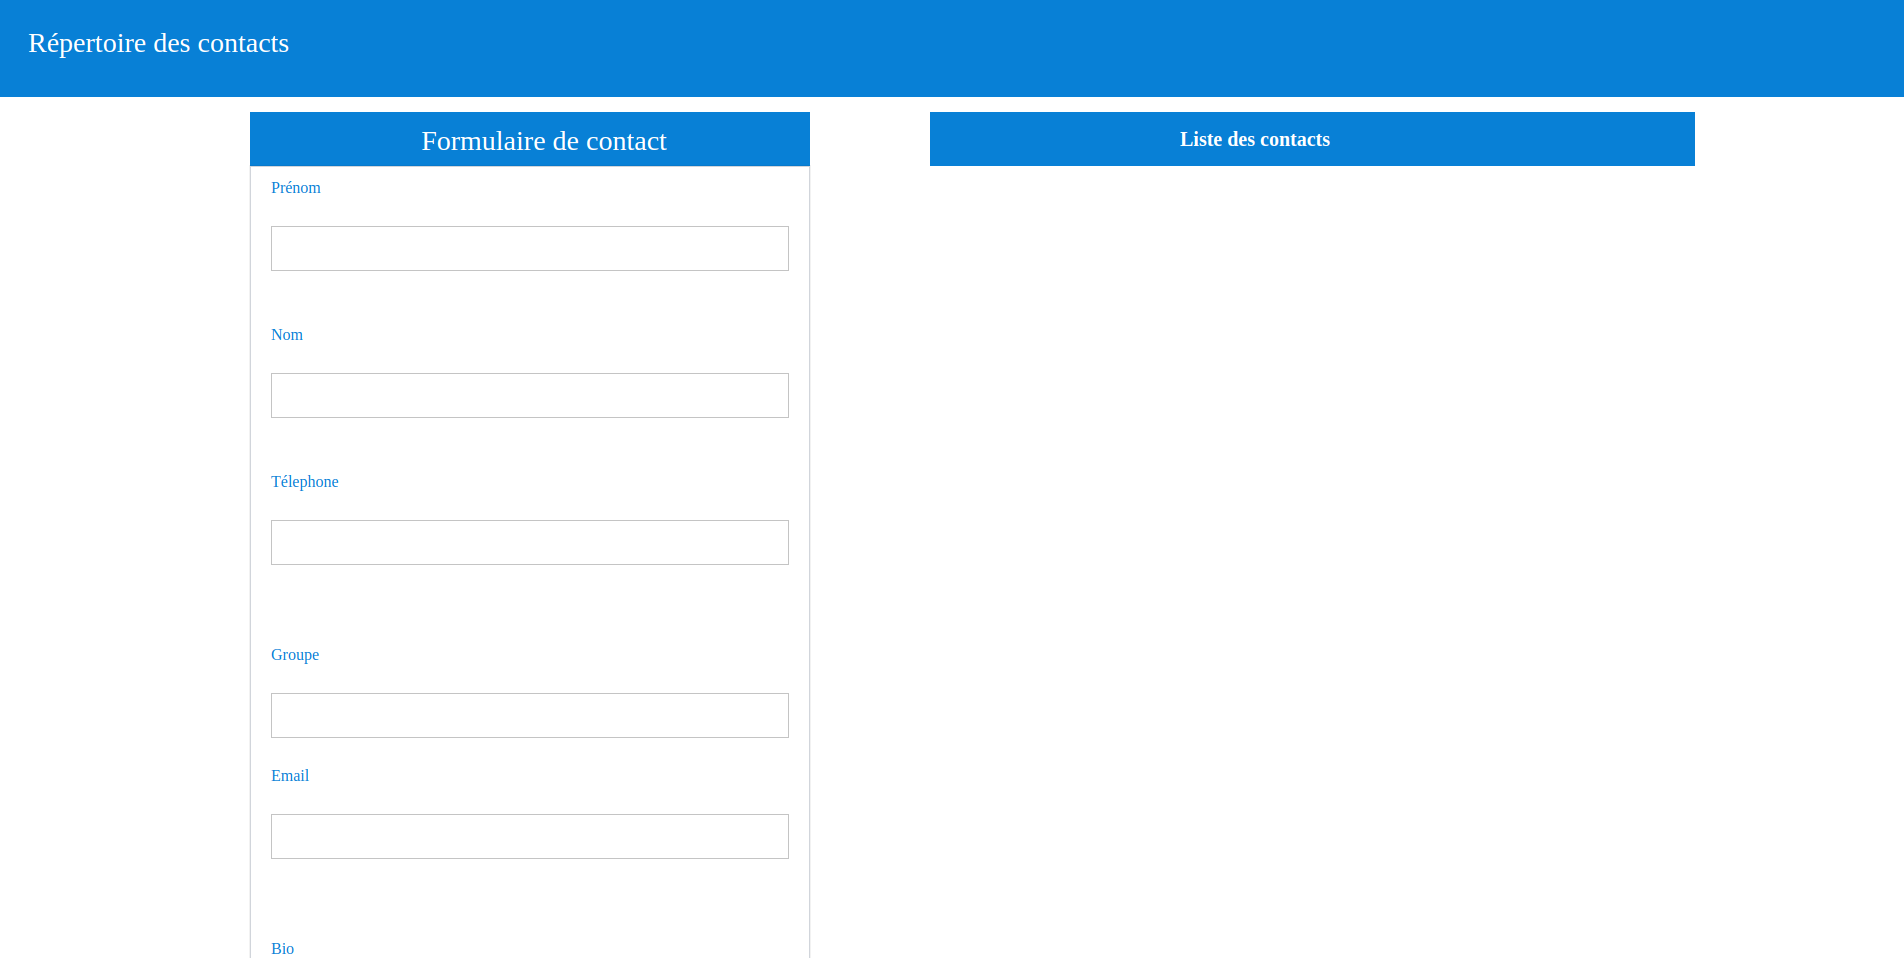 Répertoire des contacts
Formulaire de contact
Liste des contacts
Prénom
Nom
Télephone
Groupe
Email
Bio